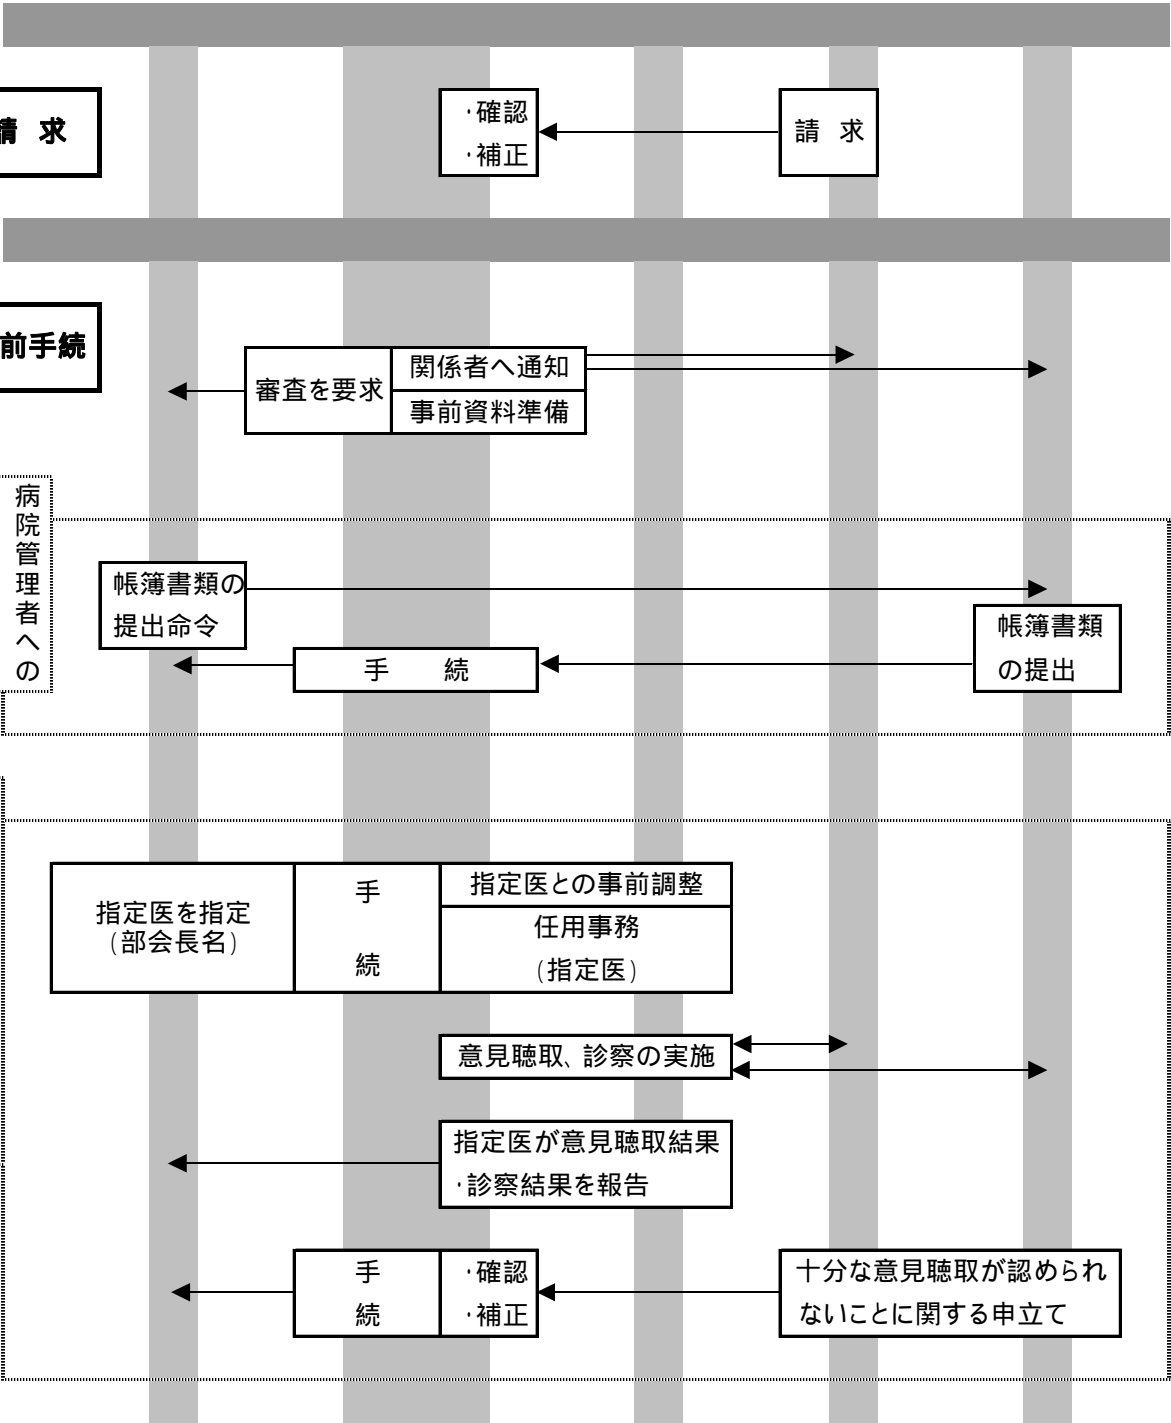 請 求
・確認
・補正
請 求
前手続
審査を要求
関係者へ通知
事前資料準備
病院管理者への
帳簿書類の
提出命令
帳簿書類
の提出
手 続
指定医を指定
(部会長名)
手
続
指定医との事前調整
任用事務
(指定医)
意見聴取、診察の実施
指定医が意見聴取結果
・診察結果を報告
手
続
・確認
・補正
十分な意見聴取が認められ
ないことに関する申立て